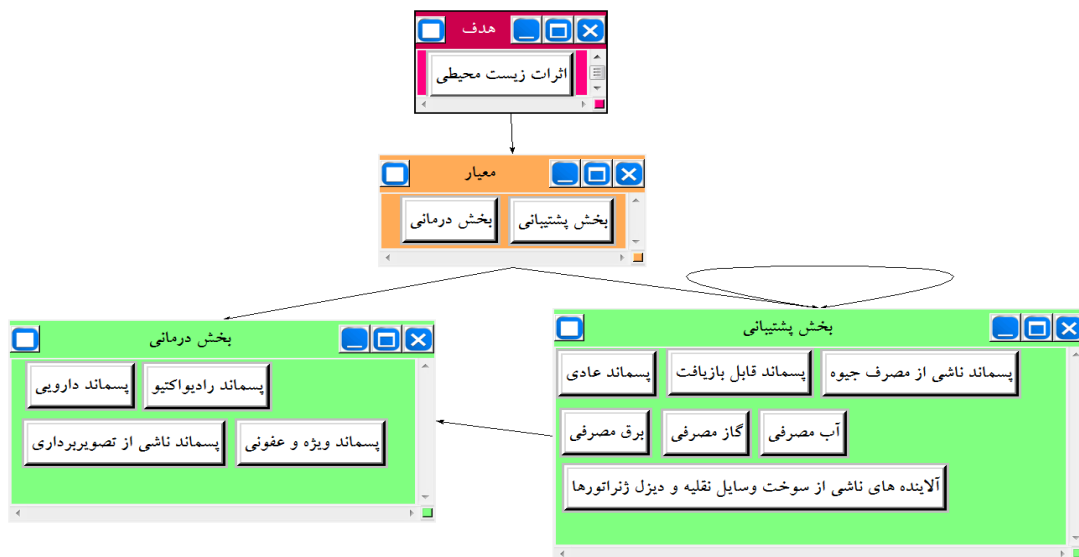 هدف
اثرات زیست محیطی
معیار
بخش پشتیبانی
بخش درمانی
بخش پشتیبانی
پسماند ناشی از مصرف جیوه
پسماند قابل بازیافت
پسماند عادی
آب مصرفی
گاز مصرفی
برق مصرفی
آلاینده های ناشی از سوخت وسایل نقلیه و دیزل ژنراتورها
بخش درمانی
پسماند رادیواکتیو
پسماند دارویی
پسماند ویژه و عفونی
پسماند ناشی از تصویربرداری